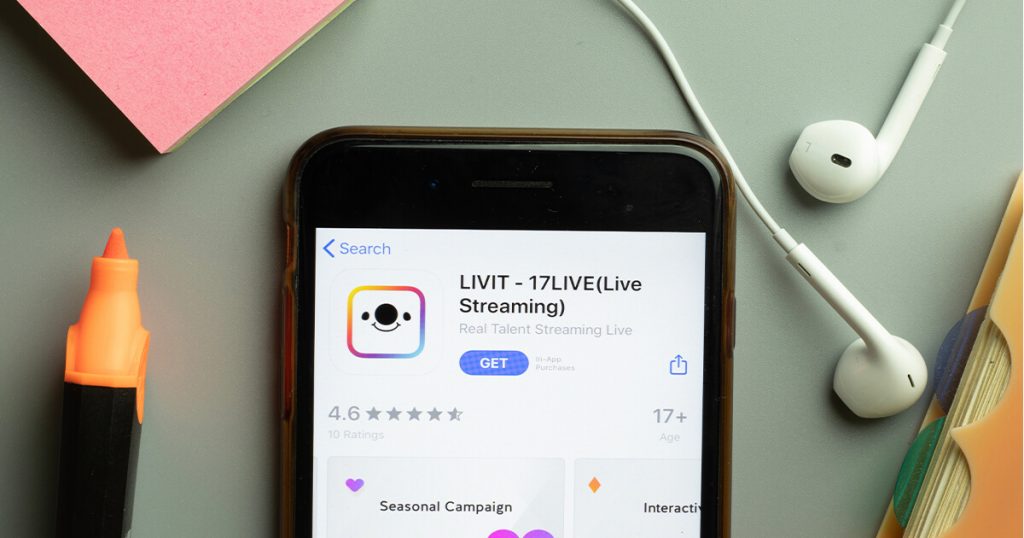 Search
LIVIT - 17LIVE(Live
Streaming)
Real Talent Streaming Live
GET
In-App
Purchases
4.6
17+
10 Ratings
Age
Seasonal Campaign
Interactiv
L